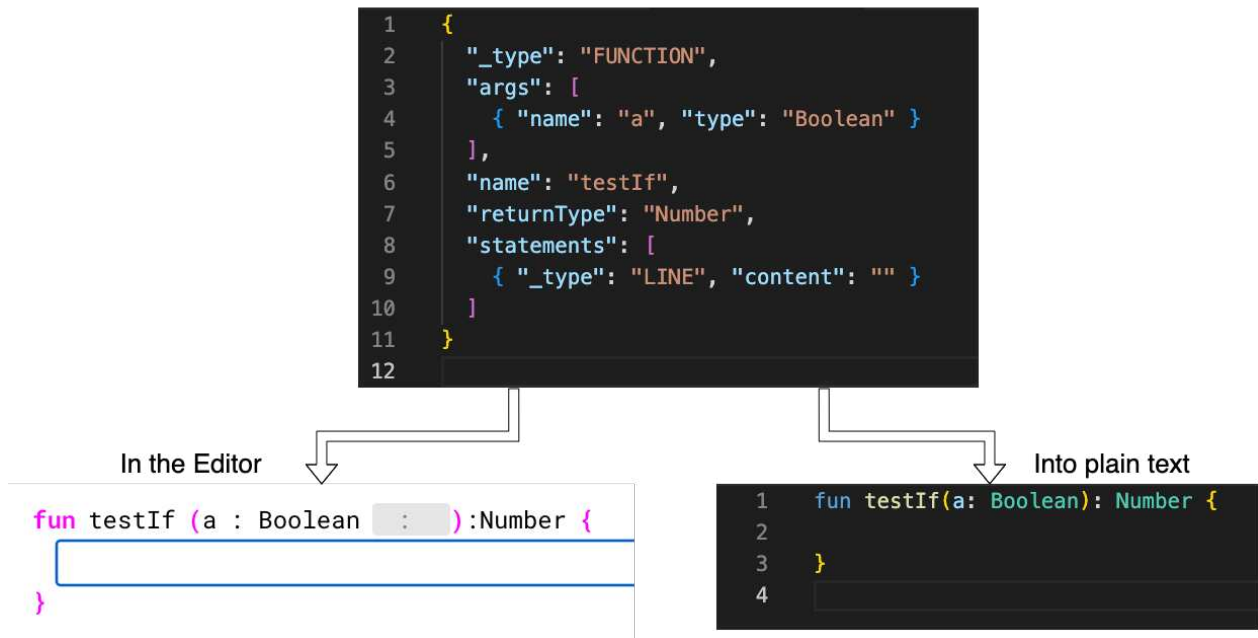 1 {
2 "_type": "FUNCTION",
3 "args": [
4 { "name": "a", "type": "Boolean" }
5 ],
6 "name": "testIf",
7 "returnType": "Number",
8 "statements": [
9 { "_type": "LINE", "content": "" }
10 ]
11 }
12
In the Editor
fun testIf (a : Boolean : ):Number {
}
Into plain text
1 fun testIf(a: Boolean): Number {
2
3 }
4